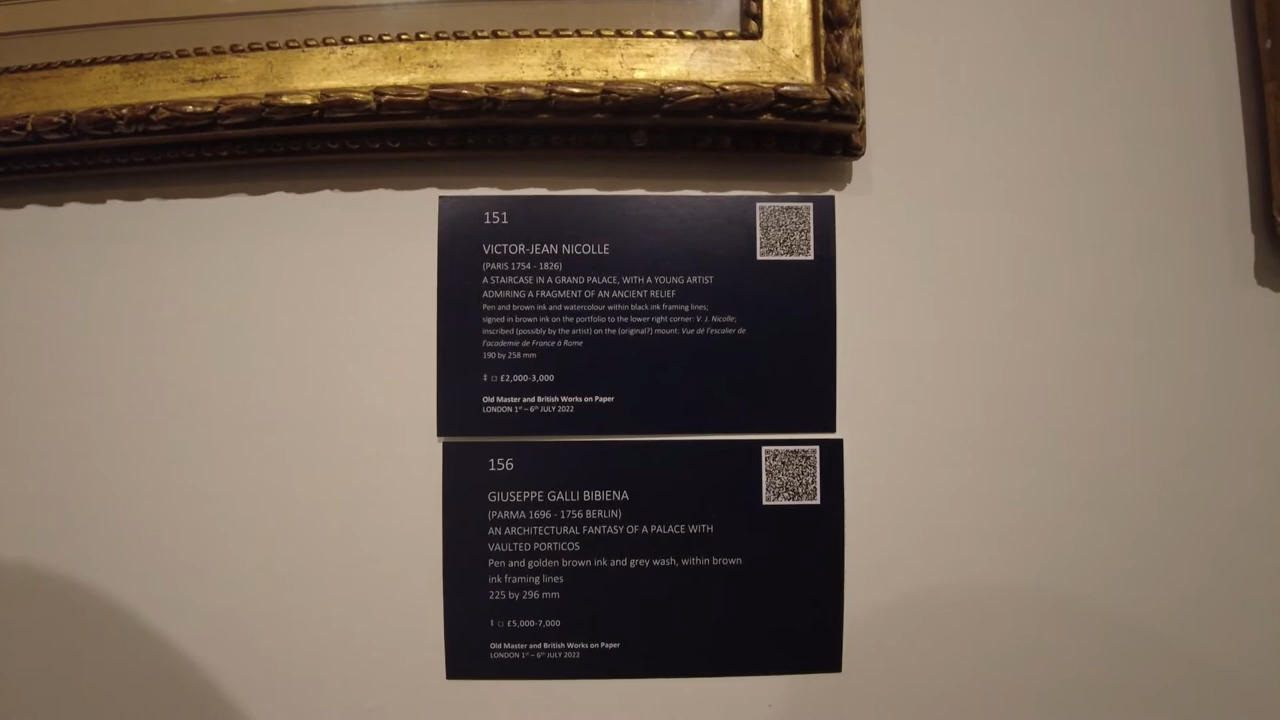 151
VICTOR-JEAN NICOLLE
(PARIS 1754 - 1826)
A STAIRCASE IN A GRAND PALACE, WITH A YOUNG ARTIST
ADMIRING A FRAGMENT OF AN ANCIENT RELIEF
Pen and brown ink and watercolour within black ink framing lines;
signed in brown ink on the portfolio to the lower right corner: V. J. Nicolle;
inscribed (possibly by the artist) on the (original?) mount: Vue dé l'escalier de
l'academie de France à Rome
190 by 258 mm
‡ □ £2,000-3,000
Old Master and British Works on Paper
LONDON 1st – 6th JULY 2022
156
GIUSEPPE GALLI BIBIENA
(PARMA 1696 - 1756 BERLIN)
AN ARCHITECTURAL FANTASY OF A PALACE WITH
VAULTED PORTICOS
Pen and golden brown ink and grey wash, within brown
ink framing lines
225 by 296 mm
‡ □ £5,000-7,000
Old Master and British Works on Paper
LONDON 1st – 6th JULY 2022